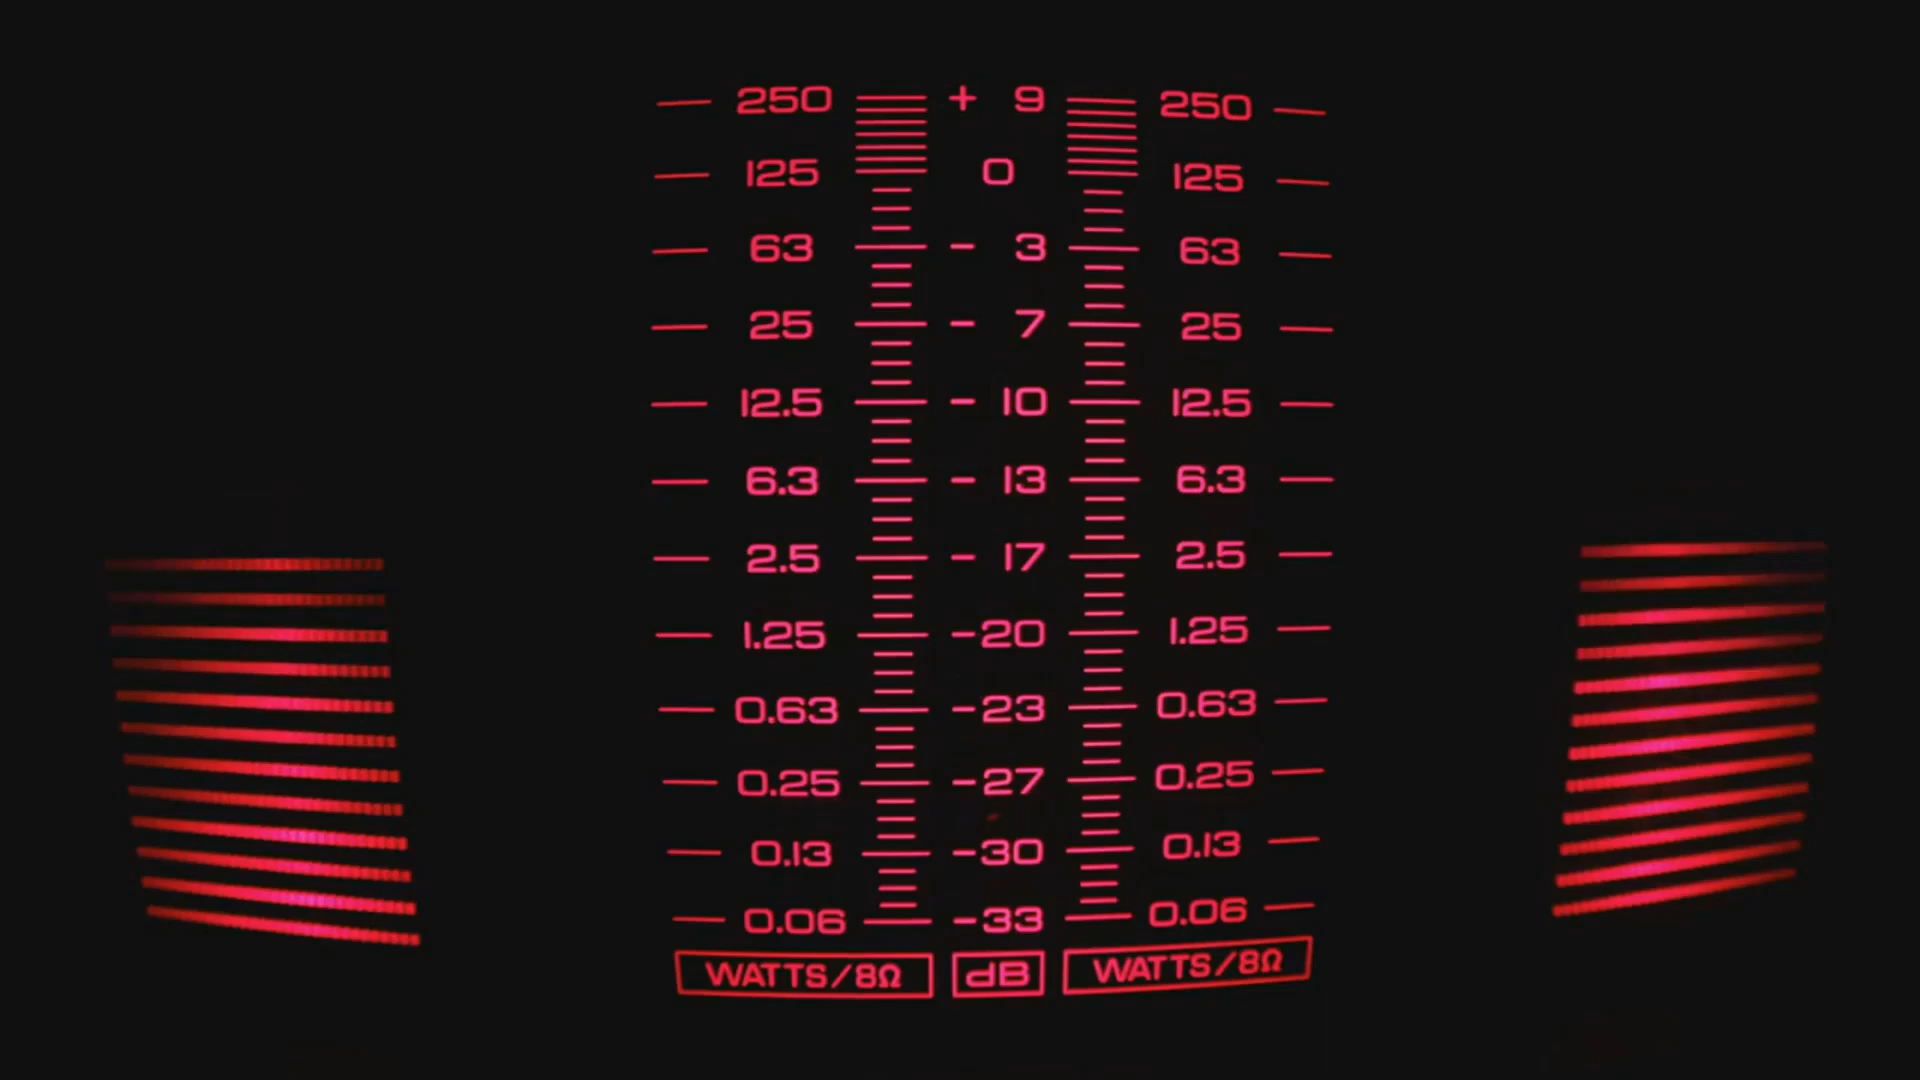 250 + 9 250
125 0 125
63 - 3 63
25 - 7 25
12.5 - 10 12.5
6.3 - 13 6.3
2.5 - 17 2.5
1.25 -20 1.25
0.63 -23 0.63
0.25 -27 0.25
0.13 -30 0.13
0.06 -33 0.06
WATTS/8Ω dB WATTS/8Ω